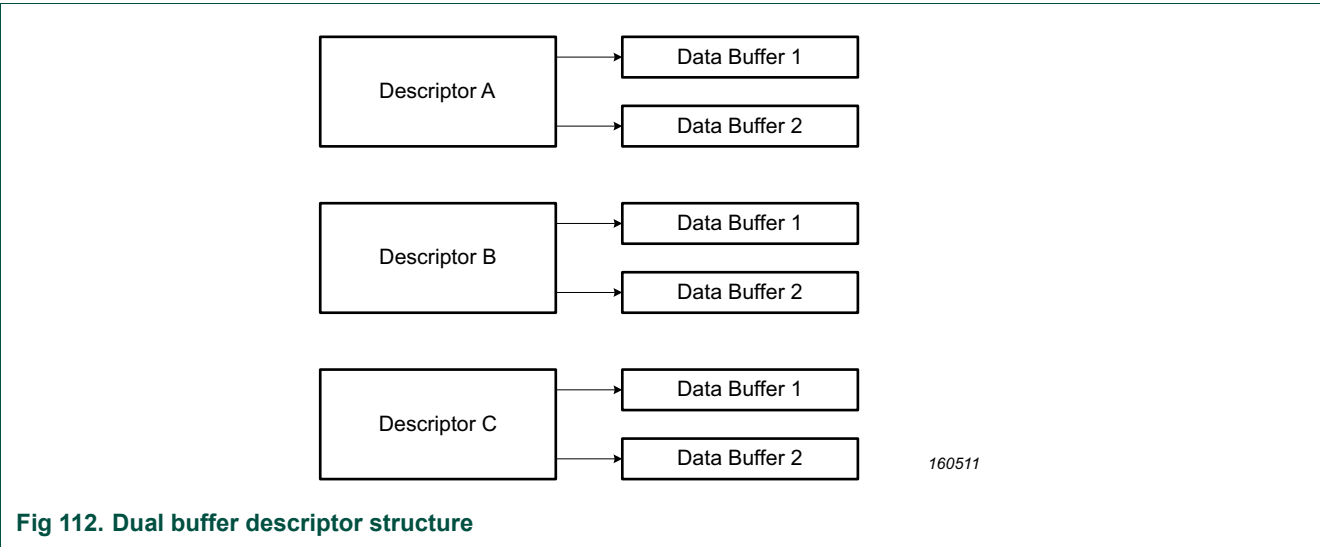 Descriptor A
Data Buffer 1
Data Buffer 2
Descriptor B
Data Buffer 1
Data Buffer 2
Descriptor C
Data Buffer 1
Data Buffer 2
160511
Fig 112. Dual buffer descriptor structure